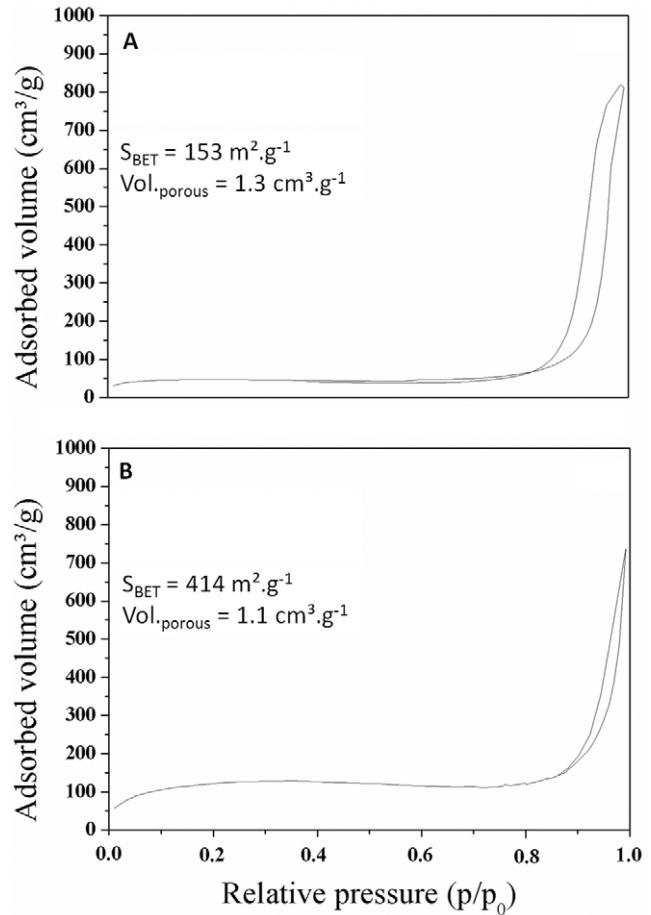 A
1000
900
800
700
600
500
400
300
200
100
0
Adsorbed volume (cm³/g)
S_BET = 153 m².g⁻¹
Vol._porous = 1.3 cm³.g⁻¹
B
1000
900
800
700
600
500
400
300
200
100
0
Adsorbed volume (cm³/g)
S_BET = 414 m².g⁻¹
Vol._porous = 1.1 cm³.g⁻¹
0.0 0.2 0.4 0.6 0.8 1.0
Relative pressure (p/p₀)